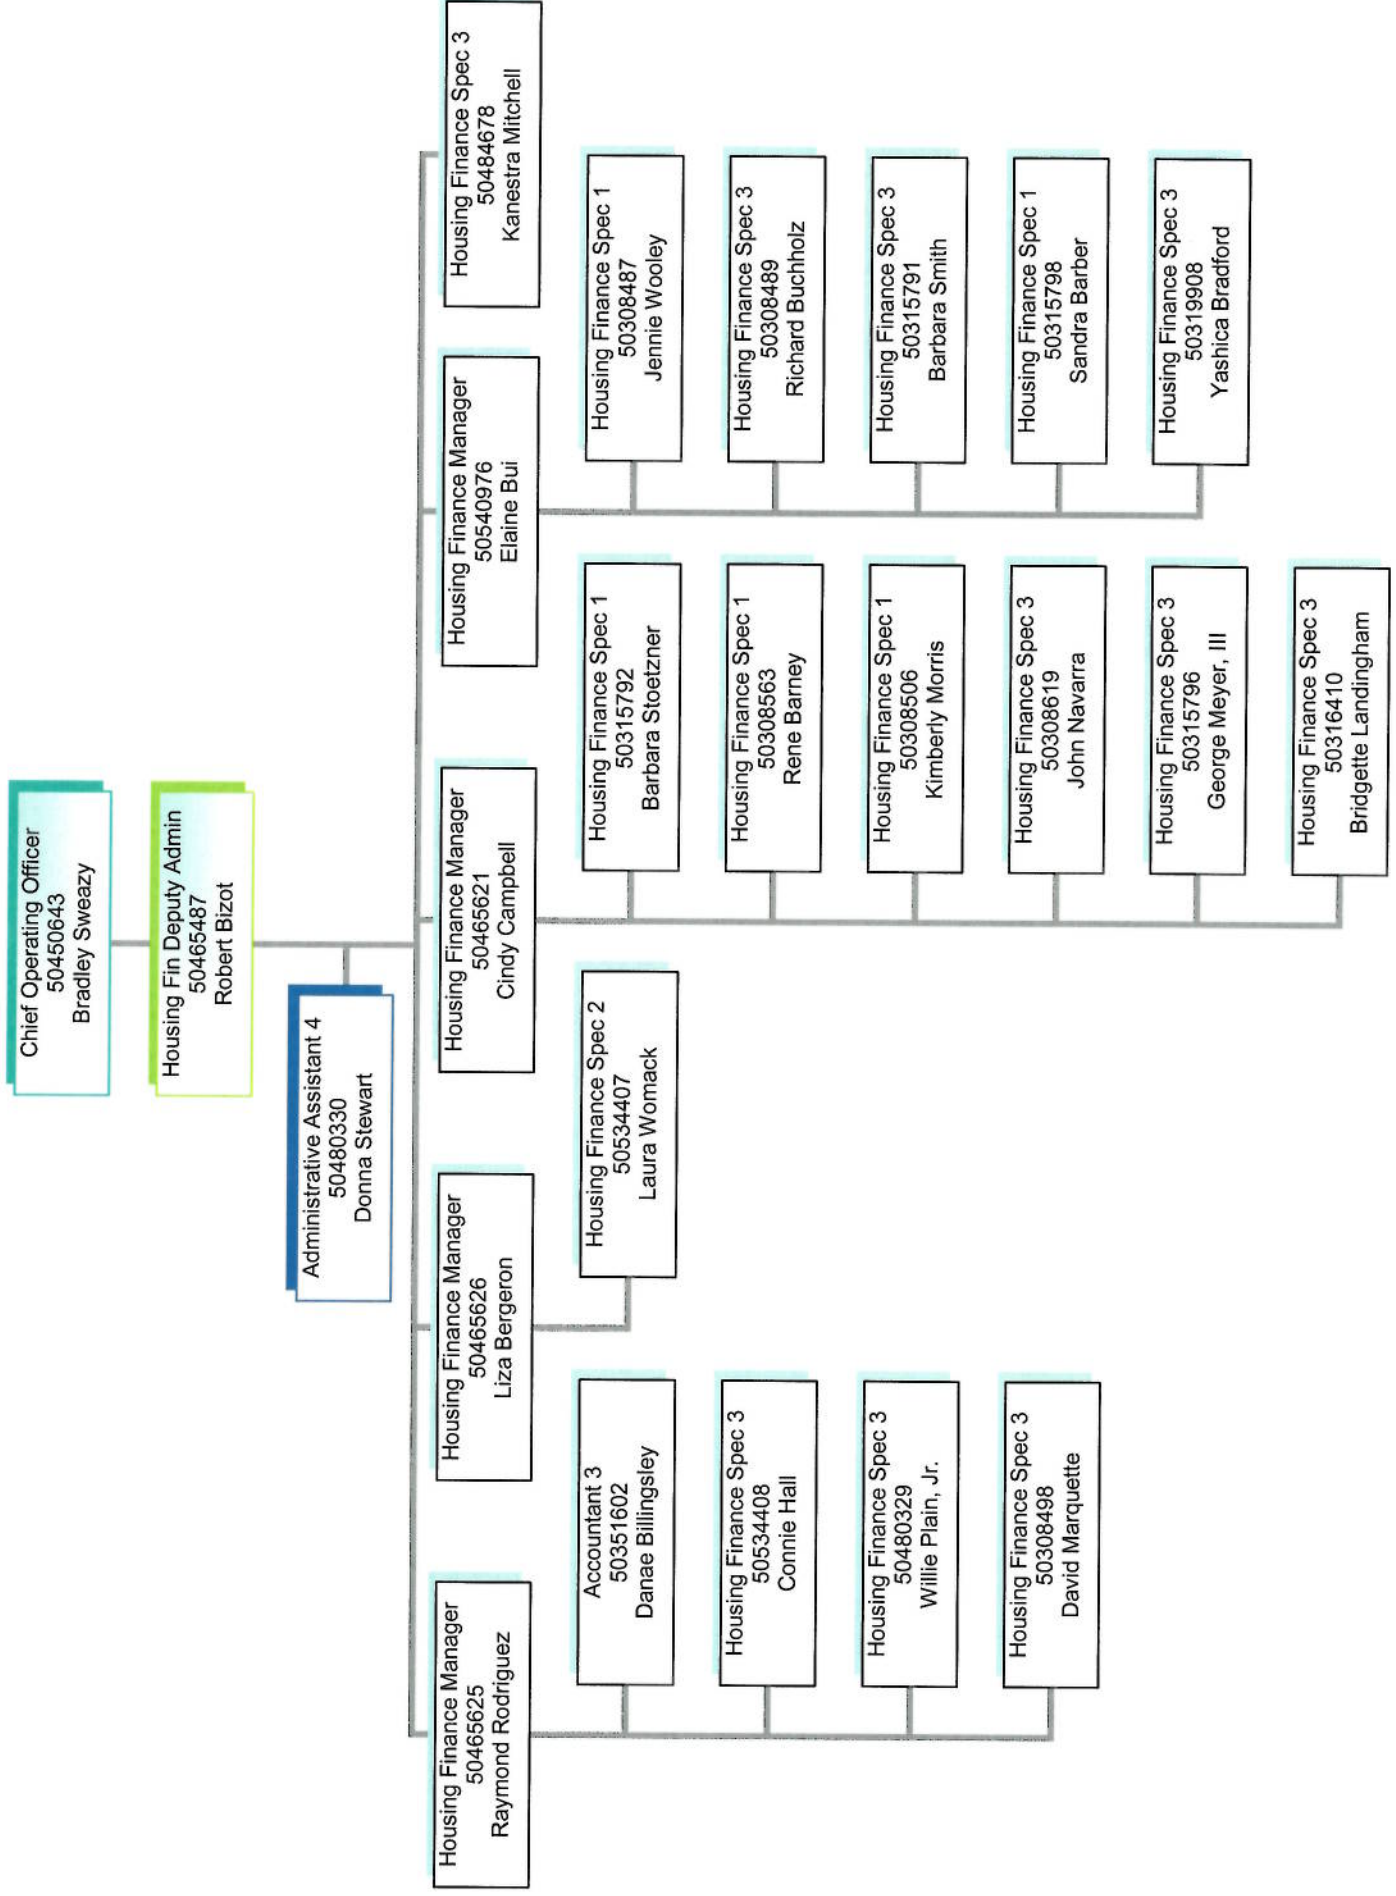 Chief Operating Officer
50450643
Bradley Sweazy
Housing Fin Deputy Admin
50465487
Robert Bizot
Administrative Assistant 4
50480330
Donna Stewart
Housing Finance Manager
50465625
Raymond Rodriguez
Accountant 3
50351602
Danae Billingsley
Housing Finance Spec 3
50534408
Connie Hall
Housing Finance Spec 3
50480329
Willie Plain, Jr.
Housing Finance Spec 3
50308498
David Marquette
Housing Finance Manager
50465626
Liza Bergeron
Housing Finance Spec 2
50534407
Laura Womack
Housing Finance Manager
50465621
Cindy Campbell
Housing Finance Spec 1
50315792
Barbara Stoetzner
Housing Finance Spec 1
50308563
Rene Barney
Housing Finance Spec 1
50308506
Kimberly Morris
Housing Finance Spec 3
50308619
John Navarra
Housing Finance Spec 3
50315796
George Meyer, III
Housing Finance Spec 3
50316410
Bridgette Landingham
Housing Finance Manager
50540976
Elaine Bui
Housing Finance Spec 1
50308487
Jennie Wooley
Housing Finance Spec 3
50308489
Richard Buchholz
Housing Finance Spec 3
50315791
Barbara Smith
Housing Finance Spec 1
50315798
Sandra Barber
Housing Finance Spec 3
50319908
Yashica Bradford
Housing Finance Spec 3
50484678
Kanestra Mitchell